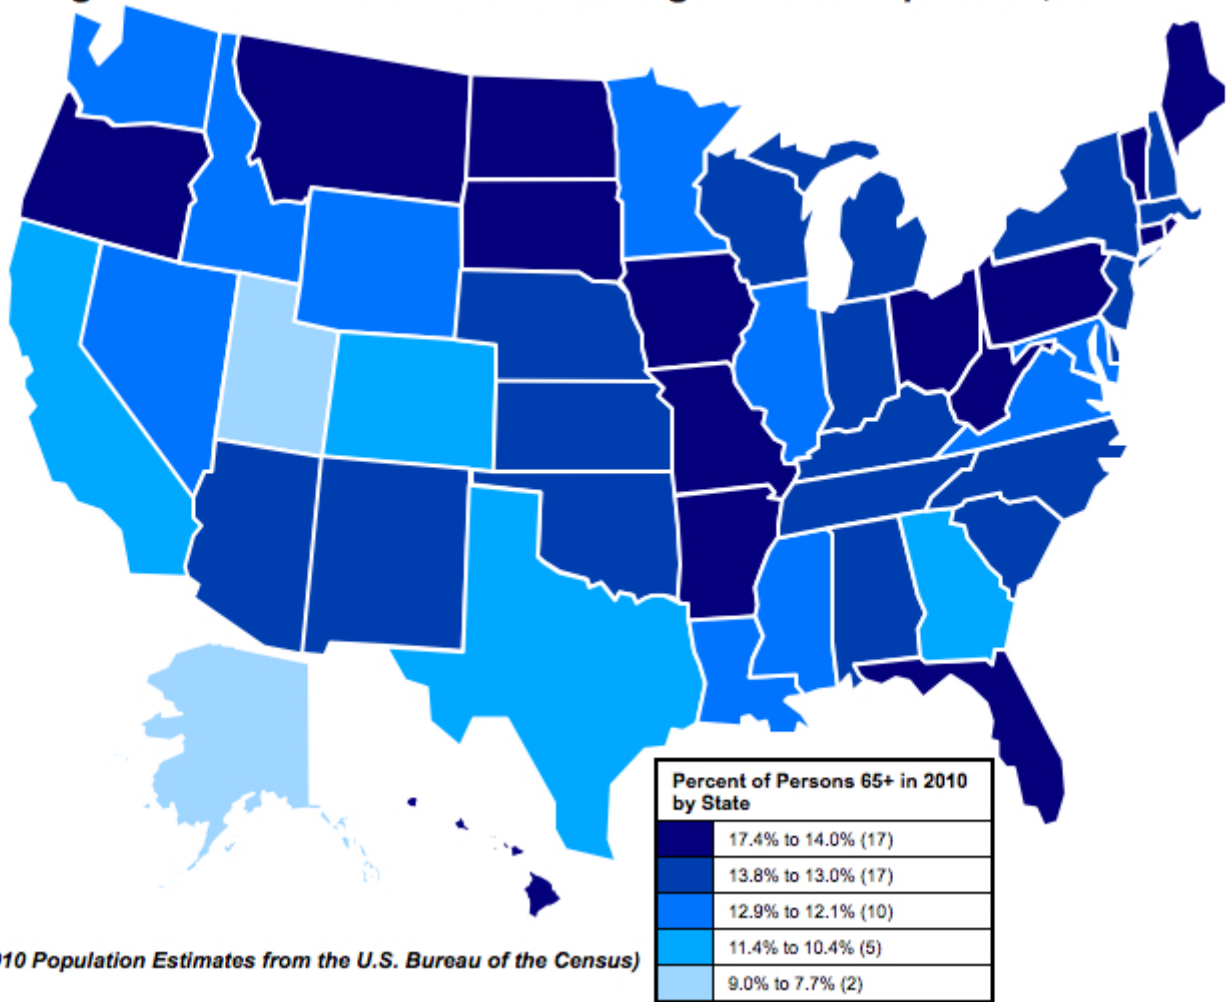 Percent of Persons 65+ in 2010
by State
17.4% to 14.0% (17)
13.8% to 13.0% (17)
12.9% to 12.1% (10)
11.4% to 10.4% (5)
9.0% to 7.7% (2)
10 Population Estimates from the U.S. Bureau of the Census)